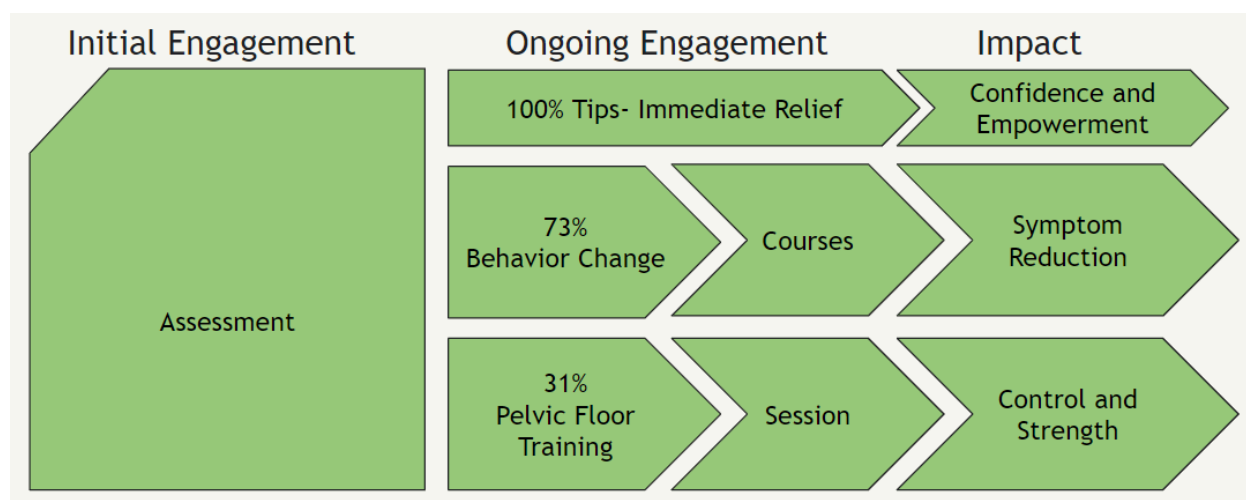 Initial Engagement
Ongoing Engagement
Impact
Assessment
100% Tips- Immediate Relief
Confidence and
Empowerment
73%
Behavior Change
Courses
Symptom
Reduction
31%
Pelvic Floor
Training
Session
Control and
Strength